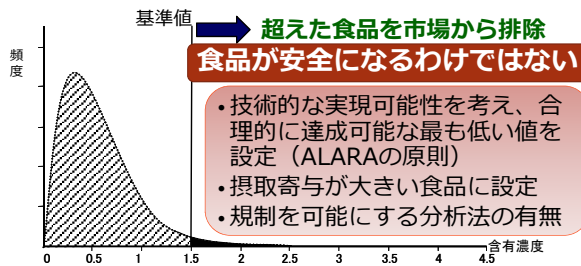 基準値
超えた食品を市場から排除
食品が安全になるわけではない
頻
度
・技術的な実現可能性を考え、合
理的に達成可能な最も低い値を
設定（ALARAの原則）
・摂取寄与が大きい食品に設定
・規制を可能にする分析法の有無
0 0.5 1 1.5 2 2.5 3 3.5 4 4.5
含有濃度